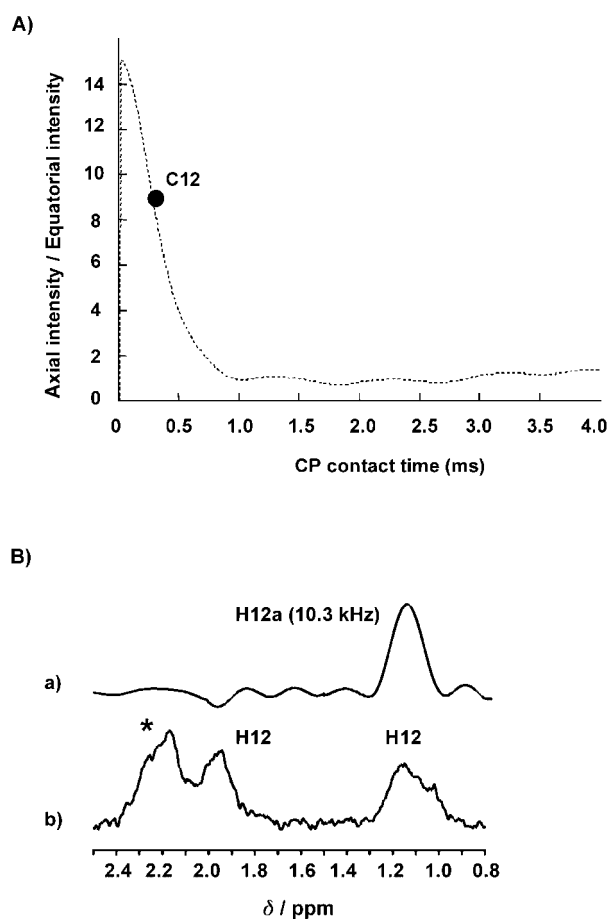 A)
Axial intensity / Equatorial intensity
14
12
10
8
6
4
2
0
C12
0 0.5 1.0 1.5 2.0 2.5 3.0 3.5 4.0
CP contact time (ms)
B)
H12a (10.3 kHz)
a)
*
H12 H12
b)
2.4 2.2 2.0 1.8 1.6 1.4 1.2 1.0 0.8
δ / ppm